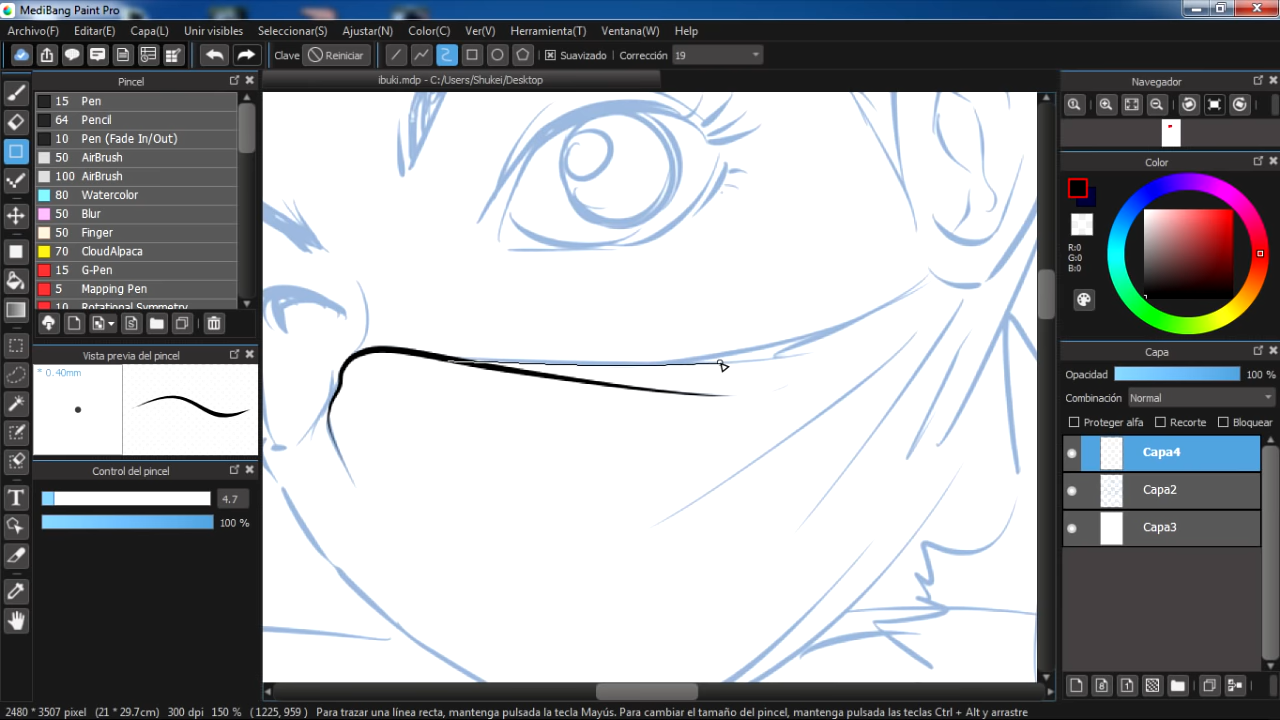 MediBang Paint Pro
Archivo(F) Editar(E) Capa(L) Unir visibles Seleccionar(S) Ajustar(N) Color(C) Ver(V) Herramienta(T) Ventana(W) Help
Clave Reiniciar Suavizado Corrección 19
Pincel
ibuki.mdp - C:/Users/Shukei/Desktop
Navegador
15 Pen
64 Pencil
10 Pen (Fade In/Out)
50 AirBrush
100 AirBrush
80 Watercolor
50 Blur
50 Finger
70 CloudAlpaca
15 G-Pen
5 Mapping Pen
10 Rotational Symmetry
Color
R:0
G:0
B:0
Vista previa del pincel
* 0.40mm
Control del pincel
4.7
100 %
T
Capa
Opacidad 100 %
Combinación Normal
Proteger alfa Recorte Bloquear
Capa4
Capa2
Capa3
2480 * 3507 pixel (21 * 29.7cm) 300 dpi 150 % ( 1225, 959 ) Para trazar una línea recta, mantenga pulsada la tecla Mayús. Para cambiar el tamaño del pincel, mantenga pulsadas las teclas Ctrl + Alt y arrastre